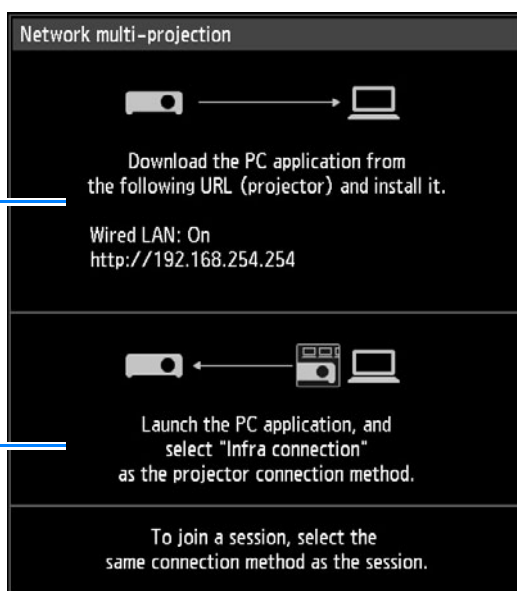 Network multi-projection
Download the PC application from
the following URL (projector) and install it.
Wired LAN: On
http://192.168.254.254
Launch the PC application, and
select "Infra connection"
as the projector connection method.
To join a session, select the
same connection method as the session.